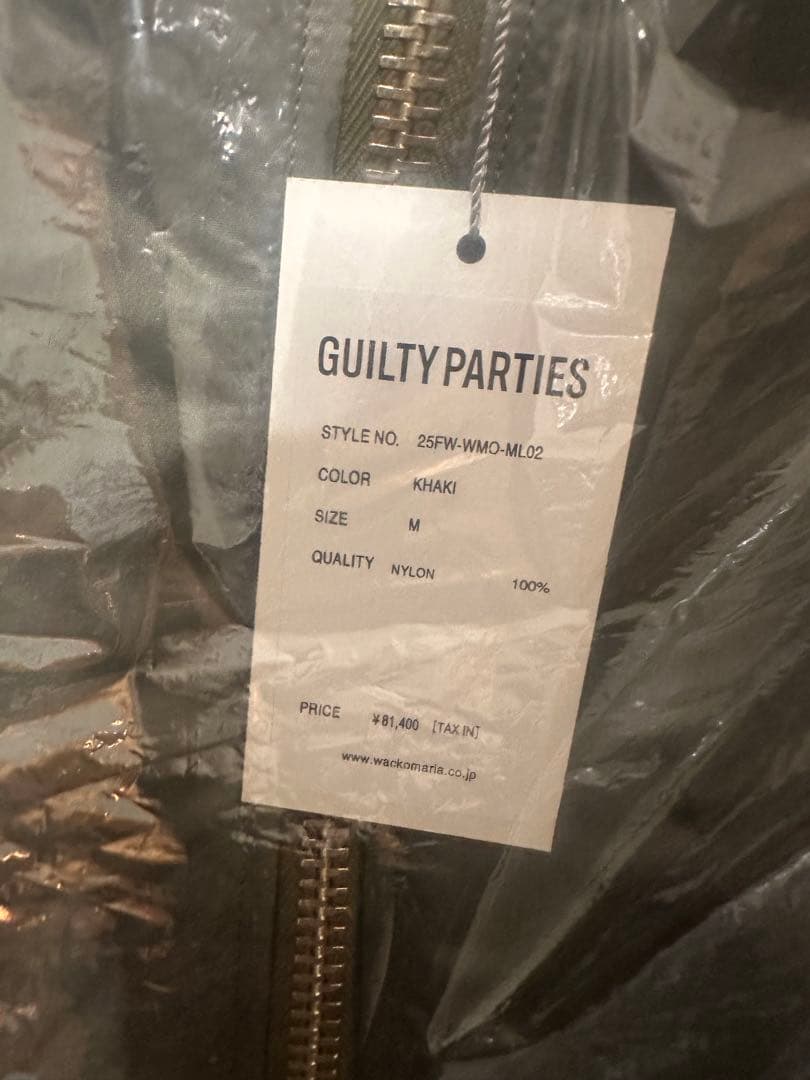 GUILTY PARTIES
STYLE NO. 25FW-WMO-ML02
COLOR KHAKI
SIZE M
QUALITY NYLON 100%
PRICE ¥81,400 [TAX IN]
www.wackomaria.co.jp